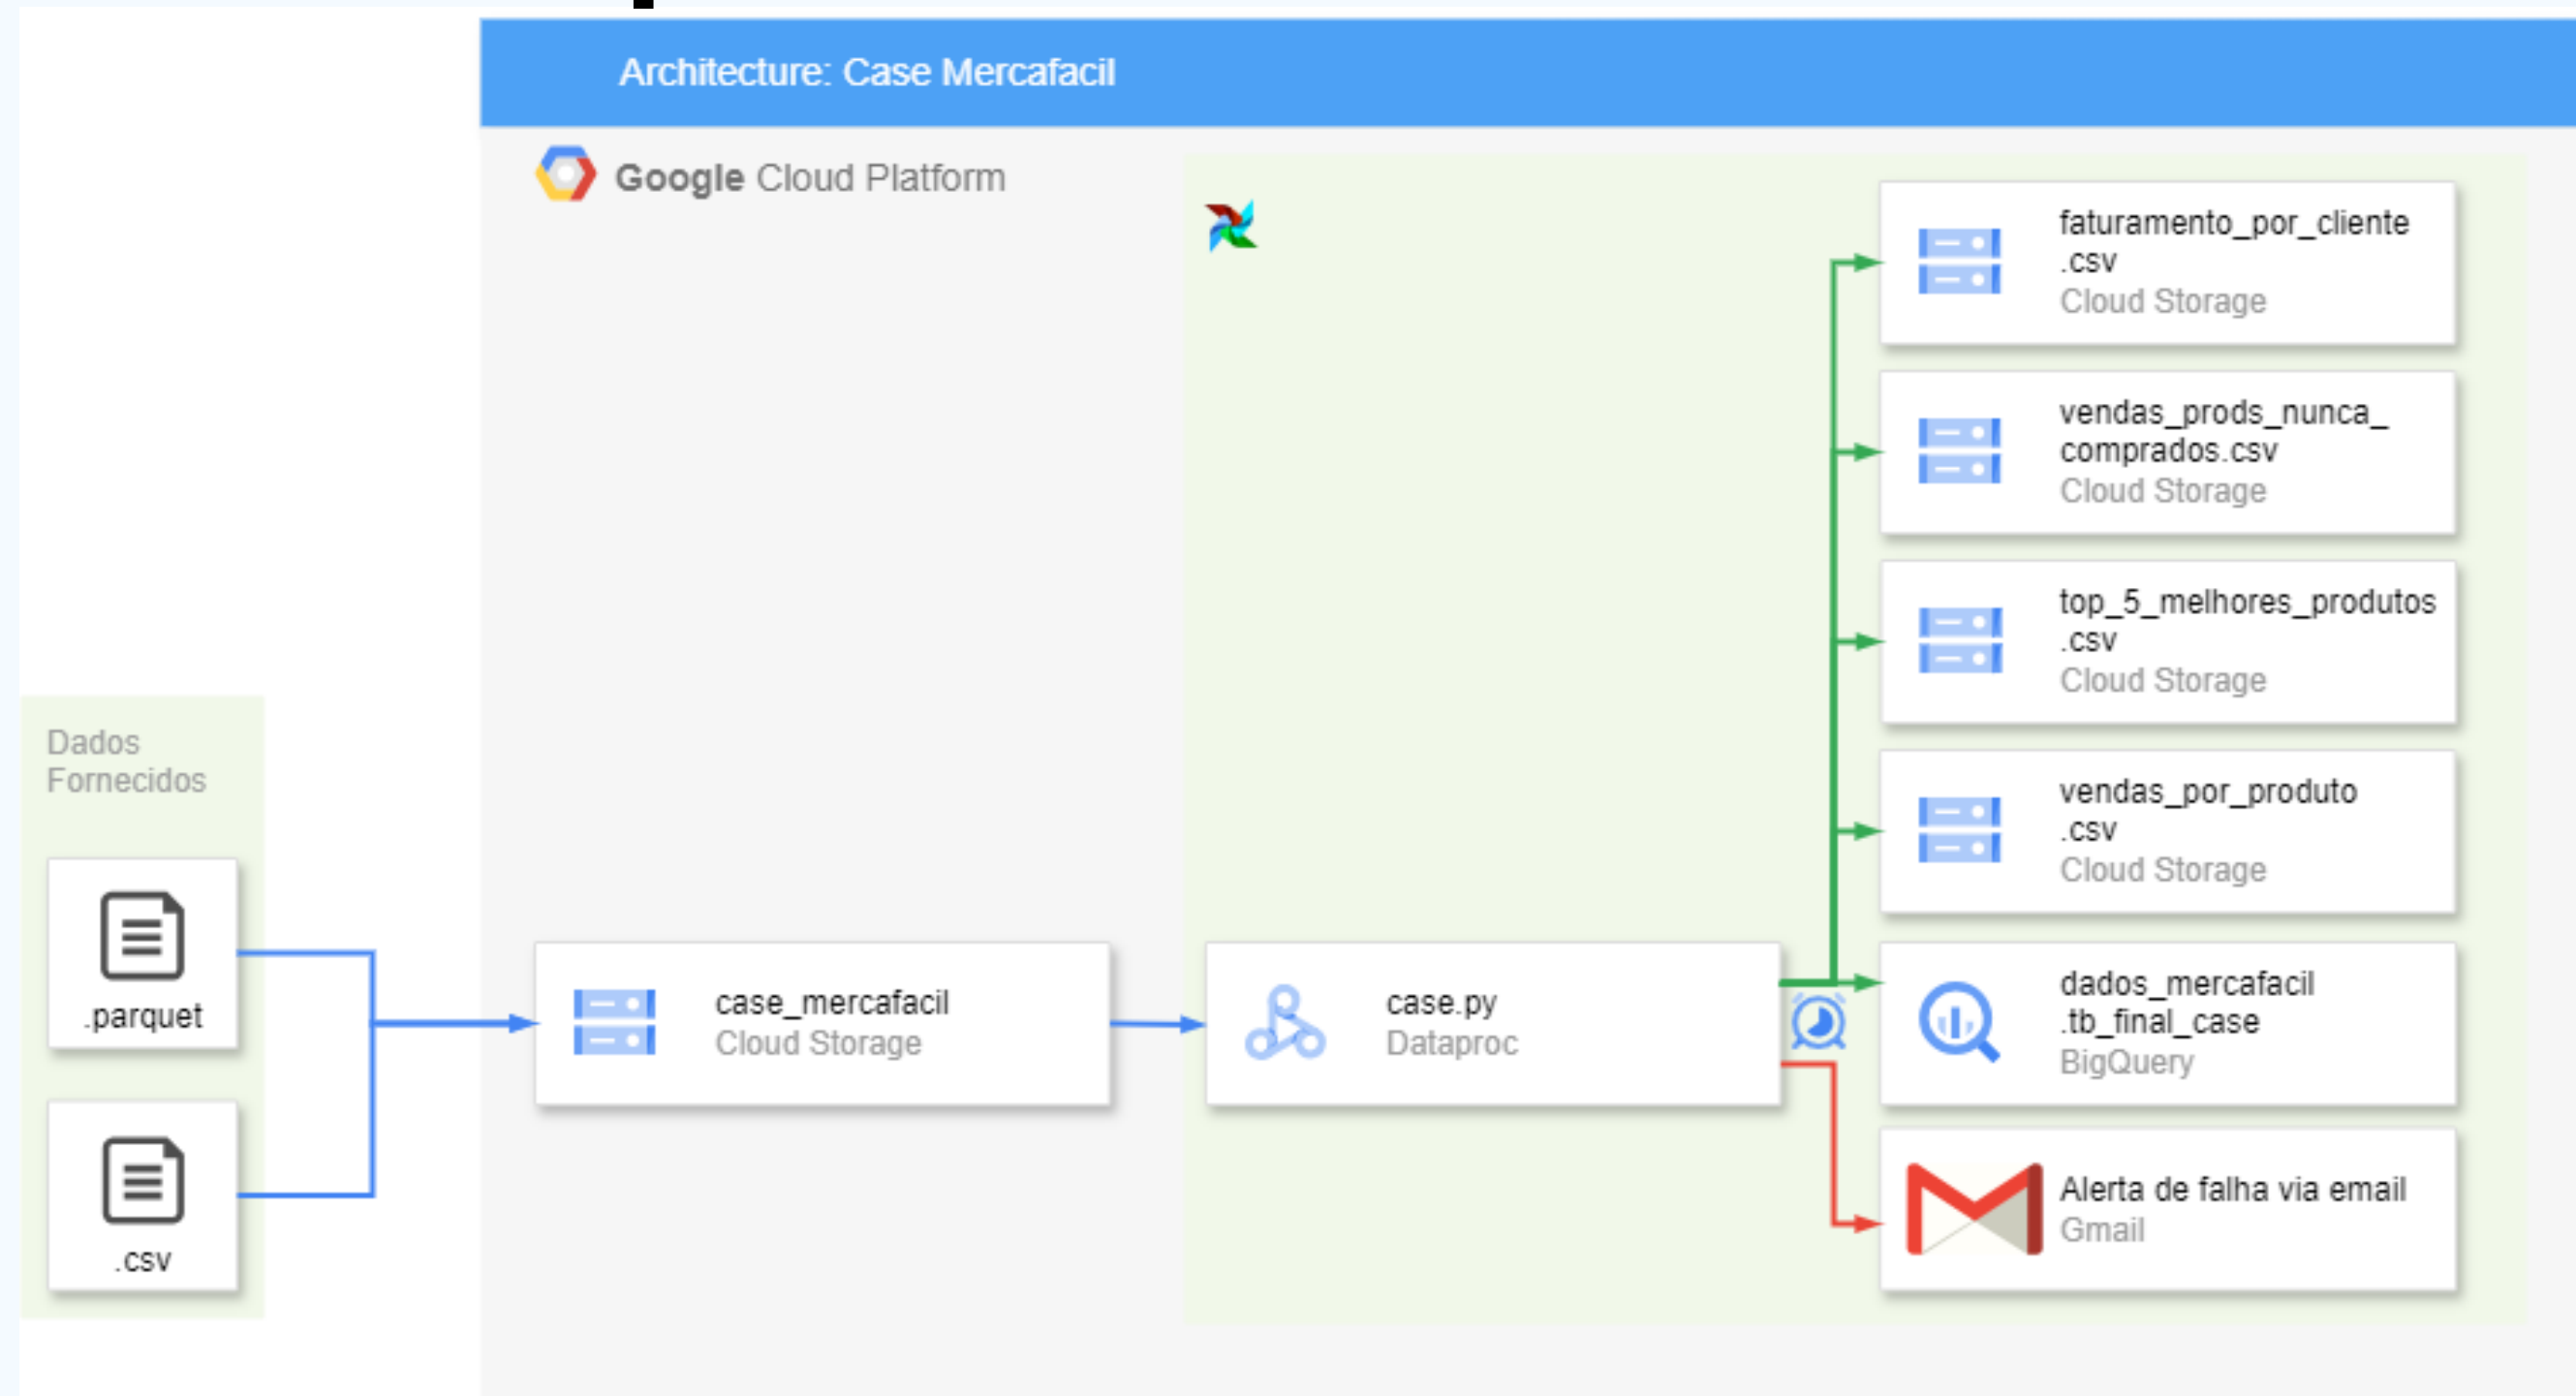 Architecture: Case Mercafacil
Google Cloud Platform
Dados
Fornecidos
.parquet
.csv
case_mercafacil
Cloud Storage
case.py
Dataproc
faturamento_por_cliente
.csv
Cloud Storage
vendas_prods_nunca_
comprados.csv
Cloud Storage
top_5_melhores_produtos
.csv
Cloud Storage
vendas_por_produto
.csv
Cloud Storage
dados_mercafacil
.tb_final_case
BigQuery
Alerta de falha via email
Gmail